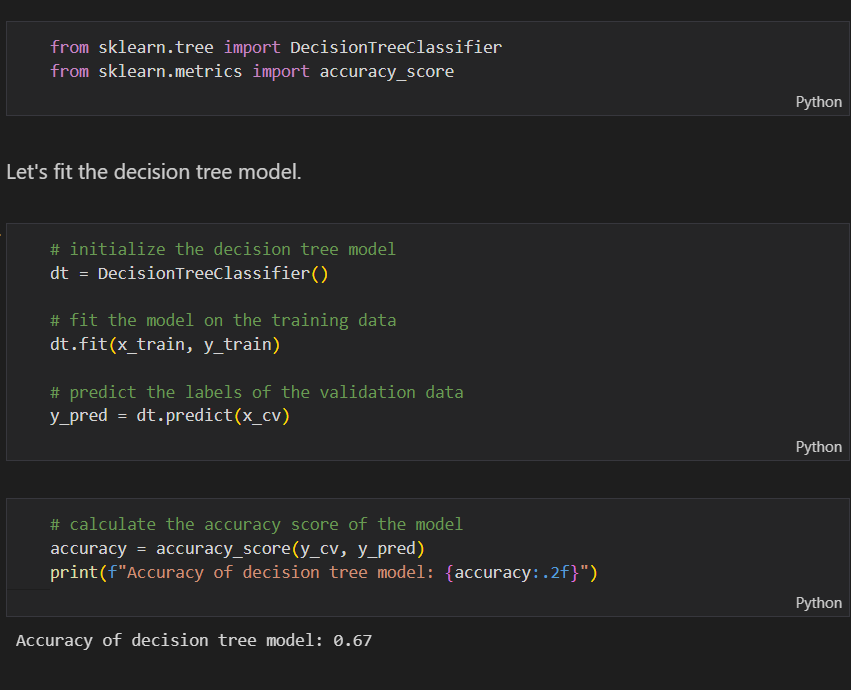 from sklearn.tree import DecisionTreeClassifier
from sklearn.metrics import accuracy_score
Python
Let's fit the decision tree model.
# initialize the decision tree model
dt = DecisionTreeClassifier()
# fit the model on the training data
dt.fit(x_train, y_train)
# predict the labels of the validation data
y_pred = dt.predict(x_cv)
Python
# calculate the accuracy score of the model
accuracy = accuracy_score(y_cv, y_pred)
print(f"Accuracy of decision tree model: {accuracy:.2f}")
Python
Accuracy of decision tree model: 0.67